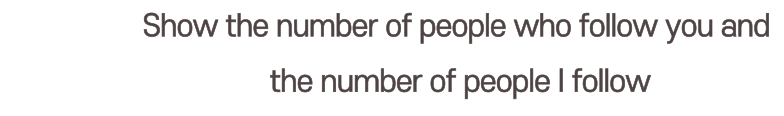 Show the number of people who follow you and
the number of people I follow